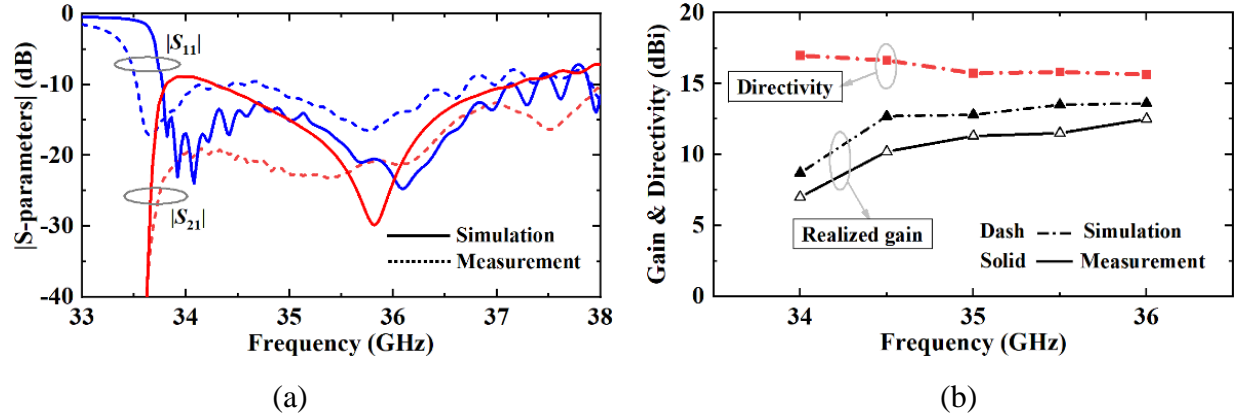 |S-parameters| (dB)
0
-10
-20
-30
-40
|S11|
|S21|
Simulation
Measurement
33 34 35 36 37 38
Frequency (GHz)
(a)
Gain & Directivity (dBi)
20
15
10
5
0
Directivity
Realized gain
Dash Simulation
Solid Measurement
34 35 36
Frequency (GHz)
(b)